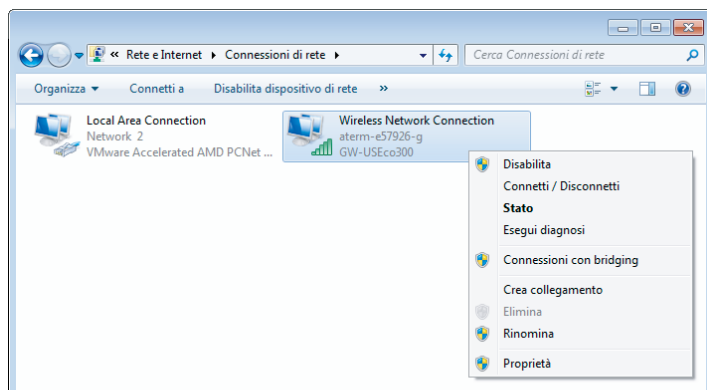 « Rete e Internet Connessioni di rete Cerca Connessioni di rete
Organizza Connetti a Disabilita dispositivo di rete »
Local Area Connection
Network 2
VMware Accelerated AMD PCNet ...
Wireless Network Connection
aterm-e57926-g
GW-USEco300
Disabilita
Connetti / Disconnetti
Stato
Esegui diagnosi
Connessioni con bridging
Crea collegamento
Elimina
Rinomina
Proprietà